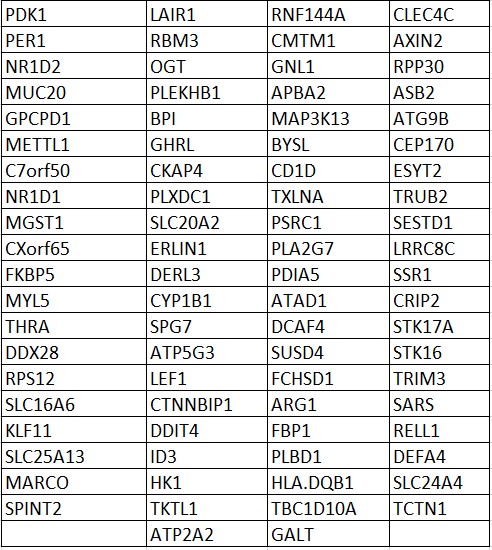 PDK1 LAIR1 RNF144A CLEC4C
PER1 RBM3 CMTM1 AXIN2
NR1D2 OGT GNL1 RPP30
MUC20 PLEKHB1 APBA2 ASB2
GPCPD1 BPI MAP3K13 ATG9B
METTL1 GHRL BYSL CEP170
C7orf50 CKAP4 CD1D ESYT2
NR1D1 PLXDC1 TXLNA TRUB2
MGST1 SLC20A2 PSRC1 SESTD1
CXorf65 ERLIN1 PLA2G7 LRRC8C
FKBP5 DERL3 PDIA5 SSR1
MYL5 CYP1B1 ATAD1 CRIP2
THRA SPG7 DCAF4 STK17A
DDX28 ATP5G3 SUSD4 STK16
RPS12 LEF1 FCHSD1 TRIM3
SLC16A6 CTNNBIP1 ARG1 SARS
KLF11 DDIT4 FBP1 RELL1
SLC25A13 ID3 PLBD1 DEFA4
MARCO HK1 HLA.DQB1 SLC24A4
SPINT2 TKTL1 TBC1D10A TCTN1
ATP2A2 GALT